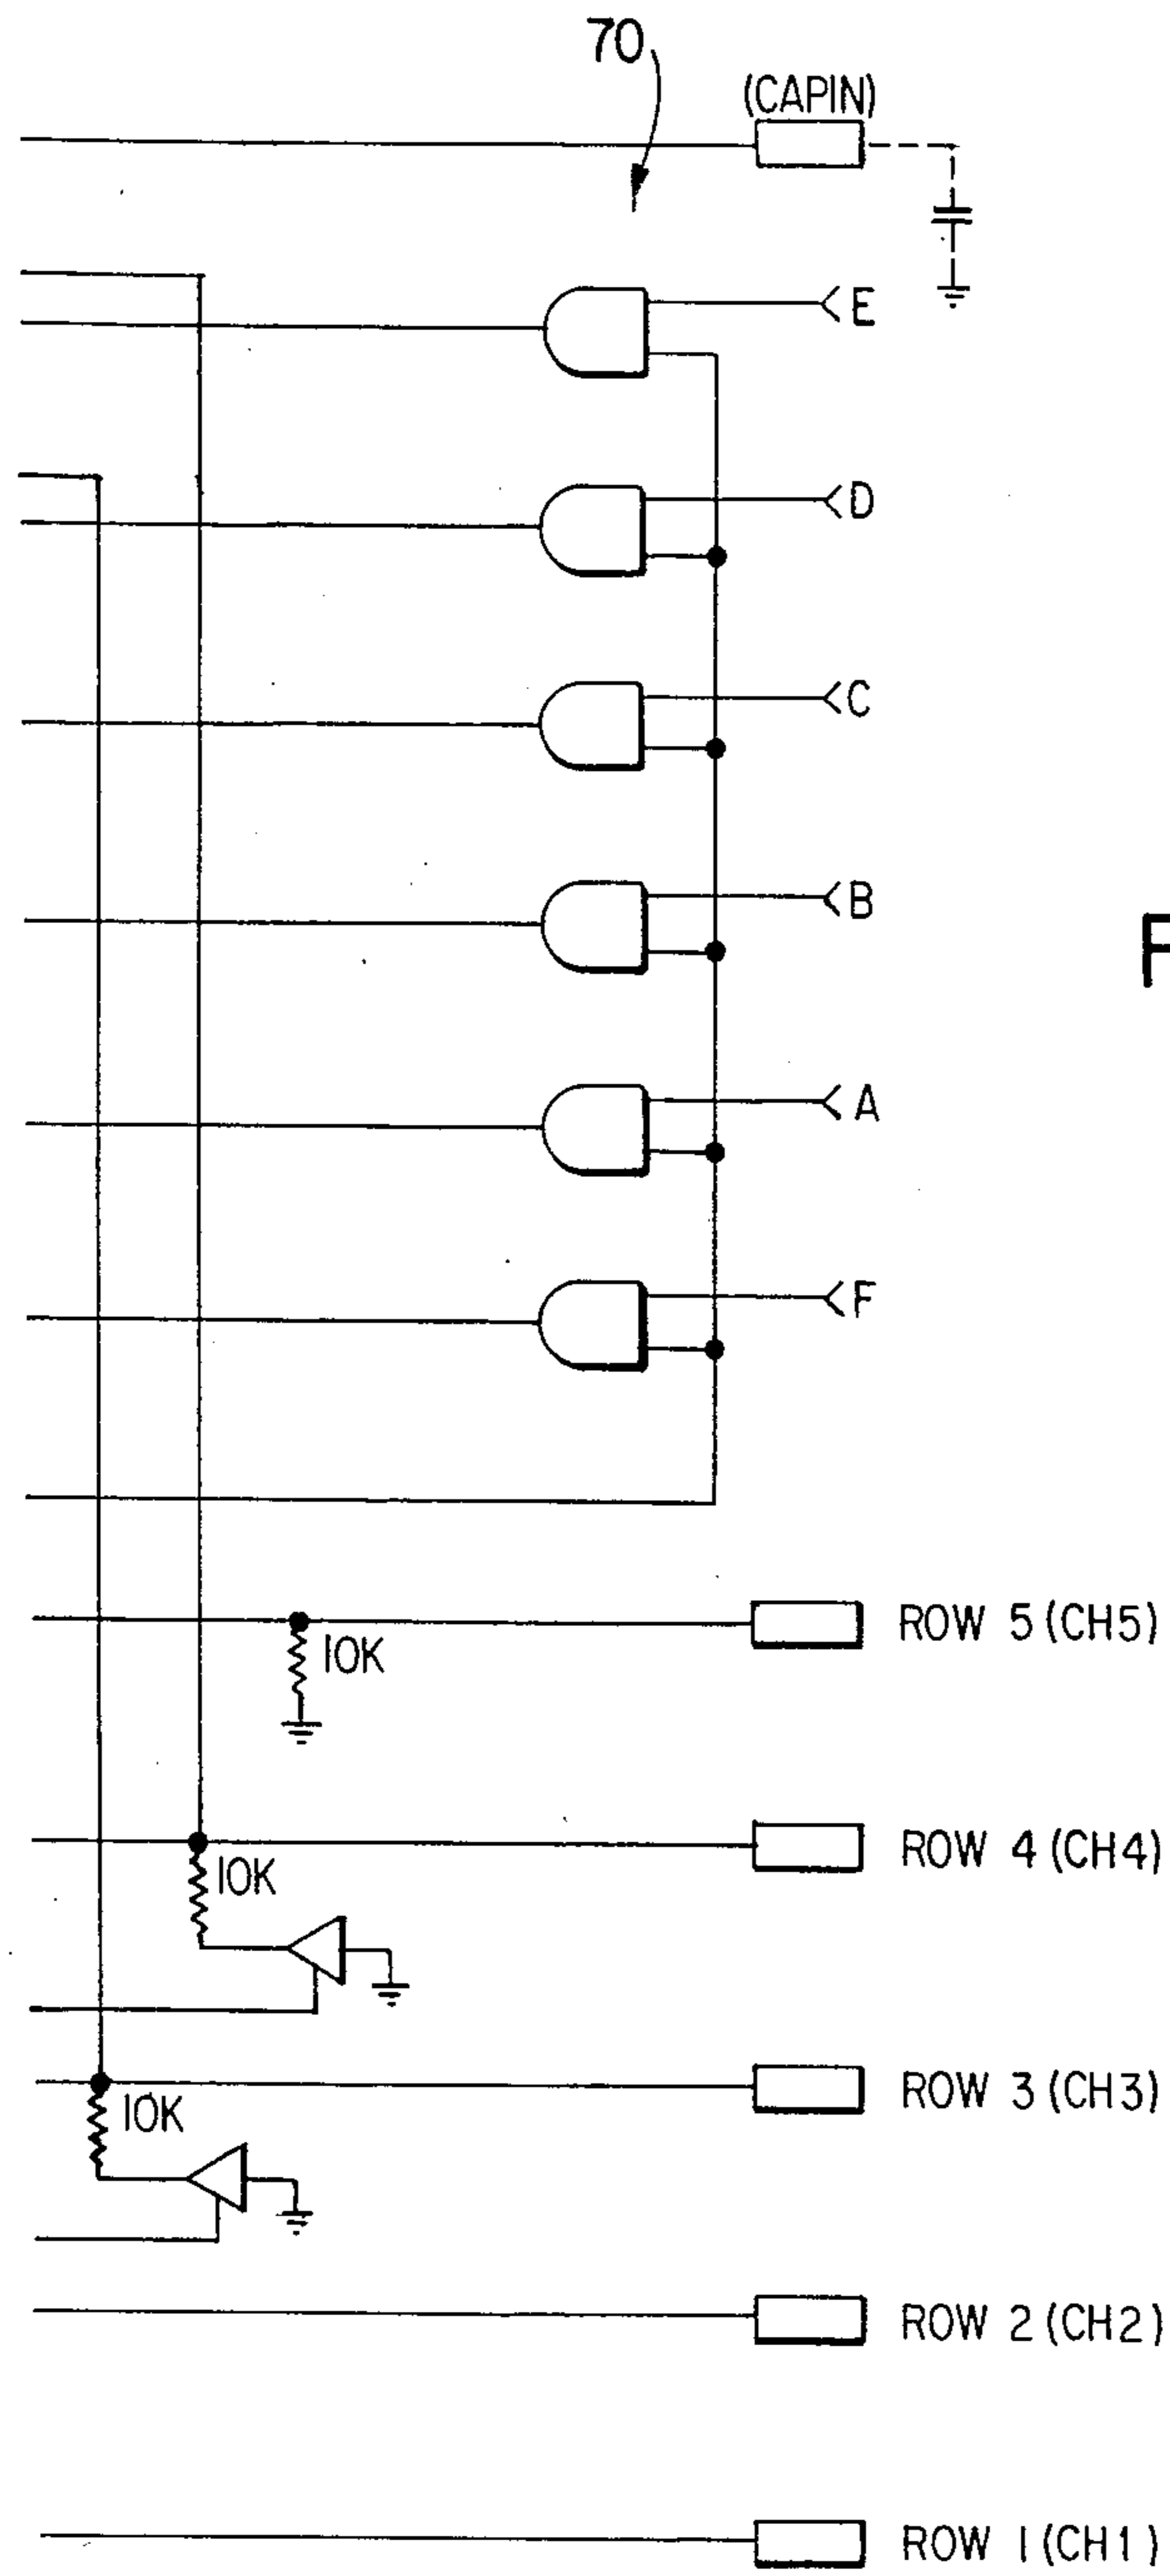 70
(CAPIN)
E
D
C
B
A
F
F
ROW 5 (CH5)
10K
ROW 4 (CH4)
10K
ROW 3 (CH3)
10K
ROW 2 (CH2)
ROW 1 (CH1)